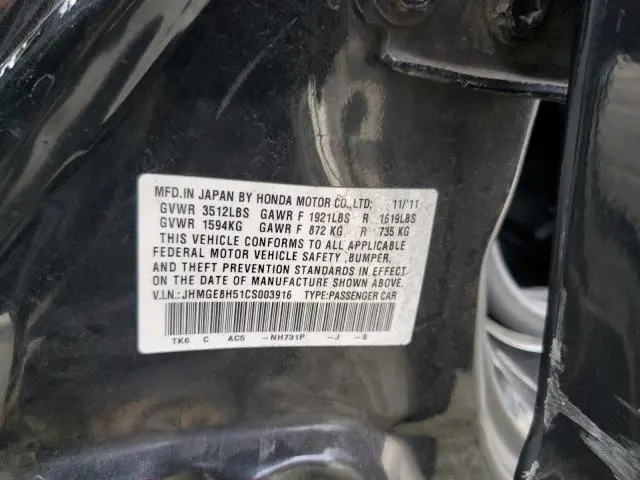 MFD.IN JAPAN BY HONDA MOTOR CO.,LTD; 11/'11
GVWR 3512LBS GAWR F 1921LBS R 1619LBS
GVWR 1594KG GAWR F 872 KG R 735 KG
THIS VEHICLE CONFORMS TO ALL APPLICABLE
FEDERAL MOTOR VEHICLE SAFETY ,BUMPER,
AND THEFT PREVENTION STANDARDS IN EFFECT
ON THE DATE OF MANUFACTURE SHOWN ABOVE.
V.I.N.:JHMGE8H51CS003916 TYPE:PASSENGER CAR
TK6 C AC5 -NH731P -J -S